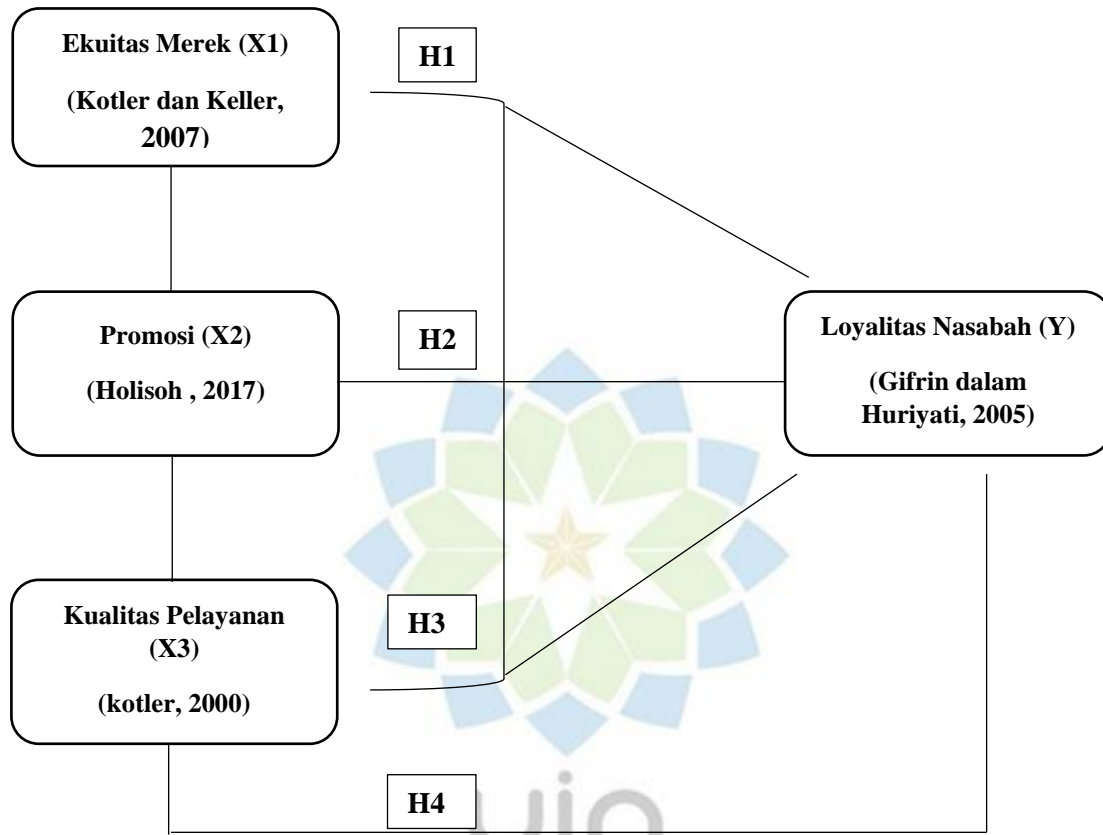 Ekuitas Merek (X1)
(Kotler dan Keller,
2007)
H1
Promosi (X2)
(Holisoh , 2017)
H2
Loyalitas Nasabah (Y)
(Gifrin dalam
Huriyati, 2005)
Kualitas Pelayanan
(X3)
(kotler, 2000)
H3
H4
uin